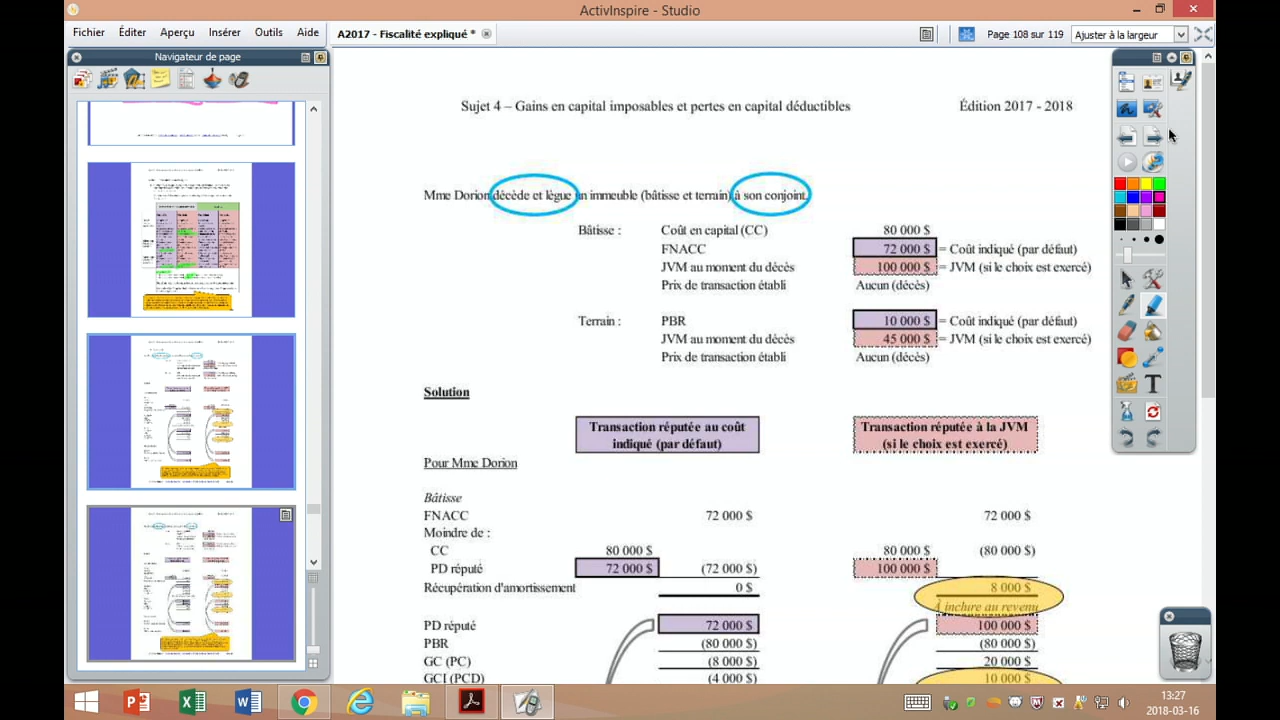 ActivInspire - Studio
Fichier Éditer Aperçu Insérer Outils Aide
A2017 - Fiscalité expliqué *
Page 108 sur 119
Ajuster à la largeur
Navigateur de page
Sujet 4 – Gains en capital imposables et pertes en capital déductibles Édition 2017 - 2018
Mme Dorion décède et lègue un immeuble (bâtisse et terrain) à son conjoint.
Bâtisse : Coût en capital (CC) 80 000 $
FNACC 72 000 $ = Coût indiqué (par défaut)
JVM au moment du décès 100 000 $ = JVM (si le choix est exercé)
Prix de transaction établi Aucun (décès)
Terrain : PBR 10 000 $ = Coût indiqué (par défaut)
JVM au moment du décès 45 000 $ = JVM (si le choix est exercé)
Prix de transaction établi Aucun (décès)
Solution
Transaction réputée au coût Transaction réputée à la JVM
indiqué (par défaut) (si le choix est exercé)
Pour Mme Dorion
Bâtisse
FNACC 72 000 $ 72 000 $
Moindre de :
CC 80 000 $ 80 000 $ (80 000 $)
PD réputé 72 000 $ (72 000 $) 100 000 $
Récupération d'amortissement 0 $ 8 000 $
À inclure au revenu
PD réputé 72 000 $ 100 000 $
PBR (80 000 $) (80 000 $)
GC (PC) (8 000 $) 20 000 $
GCI (PCD) (4 000 $) 10 000 $
13:27
2018-03-16